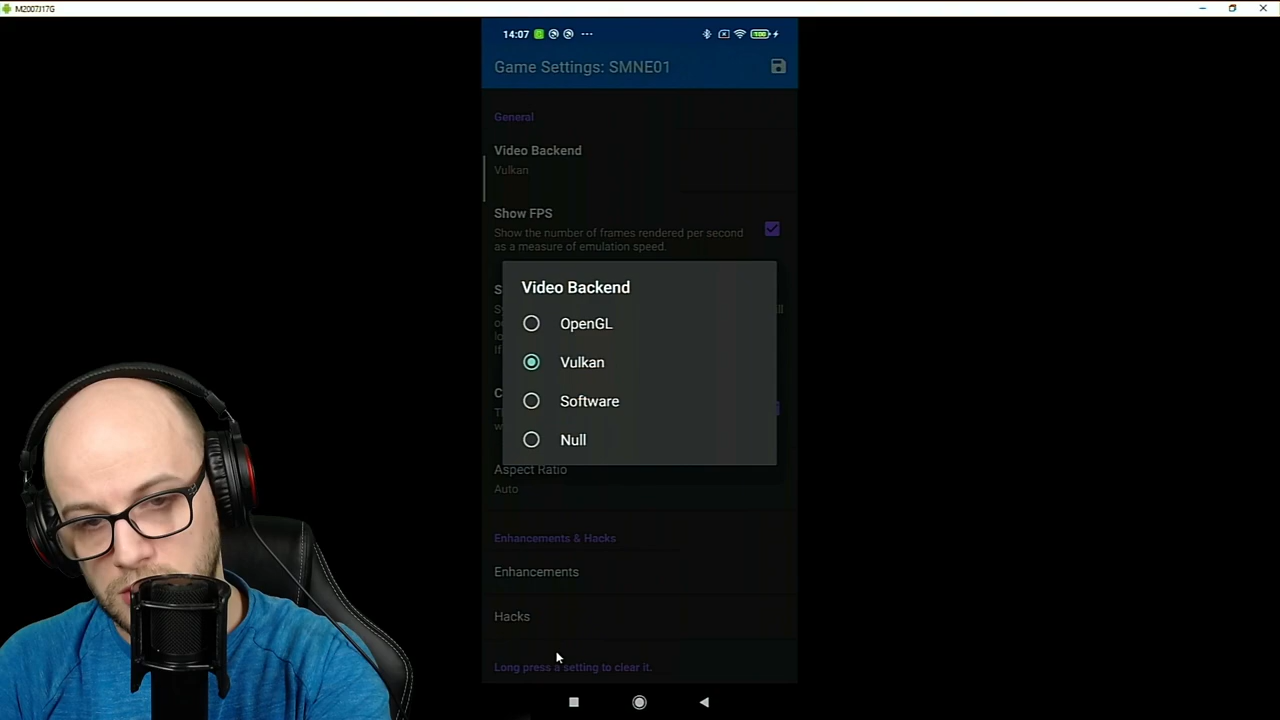 M2007J17G
14:07
100
Game Settings: SMNE01
General
Video Backend
Vulkan
Show FPS
Show the number of frames rendered per second
as a measure of emulation speed.
Video Backend
OpenGL
Vulkan
Software
Null
Aspect Ratio
Auto
Enhancements & Hacks
Enhancements
Hacks
Long press a setting to clear it.